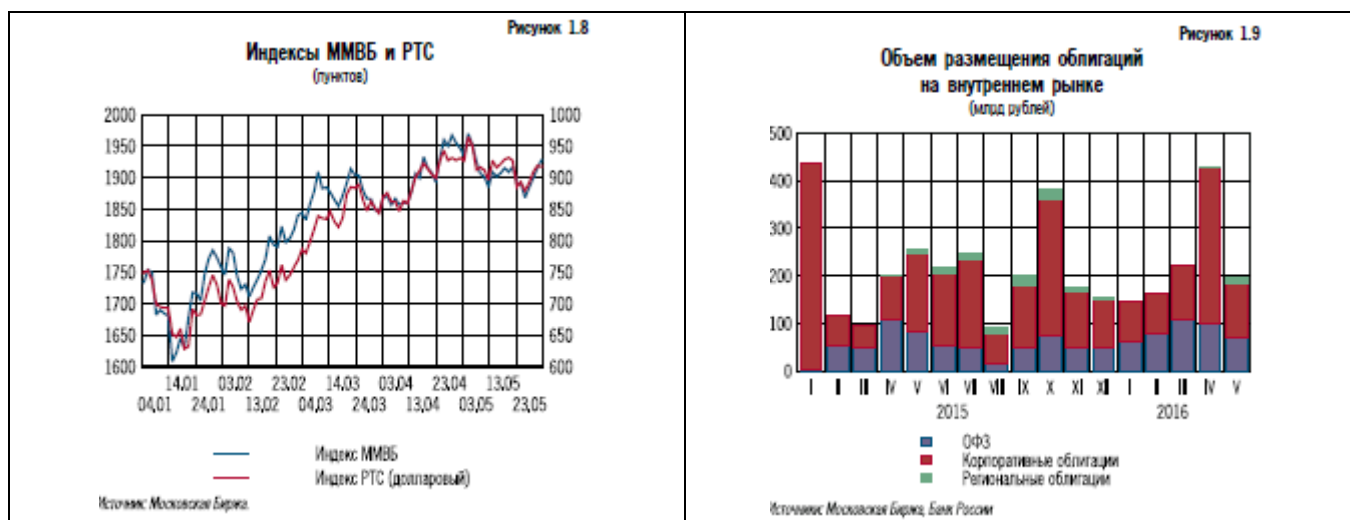 Рисунок 1.8
Индексы ММВБ и РТС
(пунктов)
2000 1000
1950 950
1900 900
1850 850
1800 800
1750 750
1700 700
1650 650
1600 600
14.01 03.02 23.02 14.03 03.04 23.04 13.05
04.01 24.01 13.02 04.03 24.03 13.04 03.05 23.05
Индекс ММВБ
Индекс РТС (долларовый)
Источник: Московская Биржа.
Рисунок 1.9
Объем размещения облигаций
на внутреннем рынке
(млрд рублей)
500
400
300
200
100
0
I II III IV V VI VII VIII IX X XI XII I II III IV V
2015 2016
ОФЗ
Корпоративные облигации
Региональные облигации
Источники: Московская Биржа, Банк России